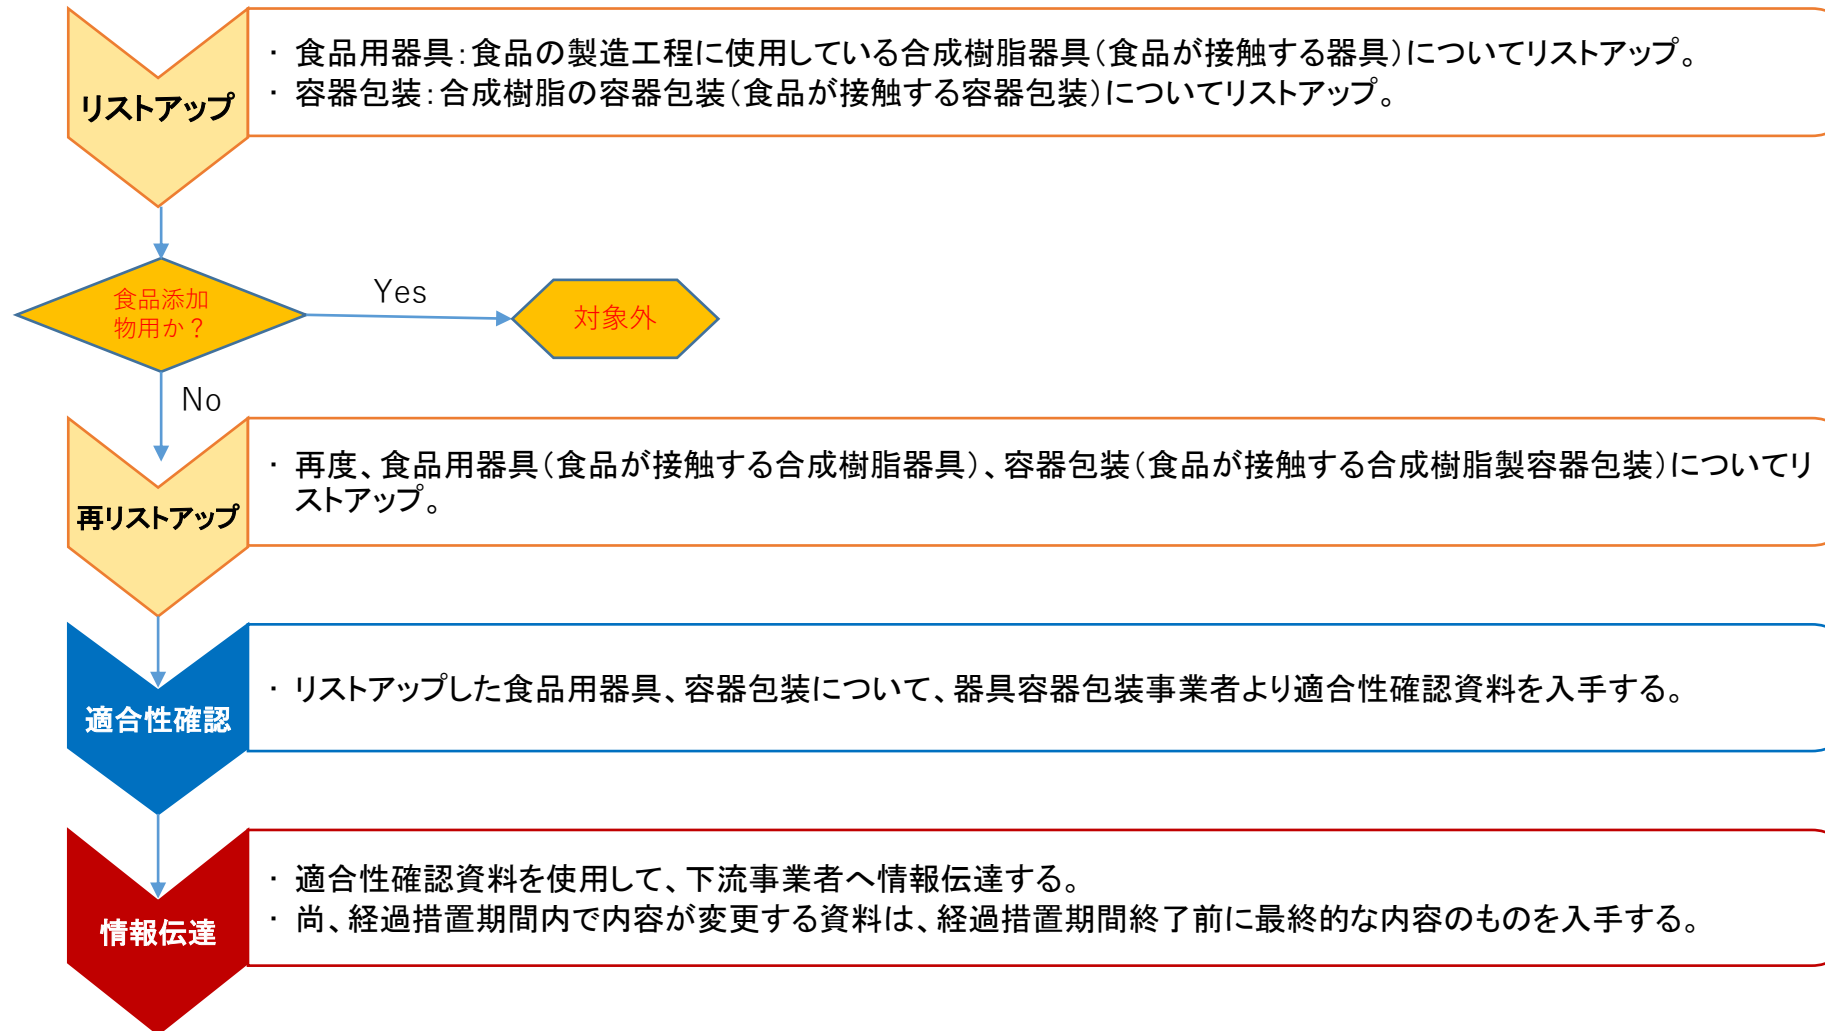 リストアップ
・ 食品用器具：食品の製造工程に使用している合成樹脂器具（食品が接触する器具）についてリストアップ。
・ 容器包装：合成樹脂の容器包装（食品が接触する容器包装）についてリストアップ。
食品添加
物用か？
Yes
対象外
No
再リストアップ
・ 再度、食品用器具（食品が接触する合成樹脂器具）、容器包装（食品が接触する合成樹脂製容器包装）についてリ
ストアップ。
適合性確認
・ リストアップした食品用器具、容器包装について、器具容器包装事業者より適合性確認資料を入手する。
情報伝達
・ 適合性確認資料を使用して、下流事業者へ情報伝達する。
・ 尚、経過措置期間内で内容が変更する資料は、経過措置期間終了前に最終的な内容のものを入手する。